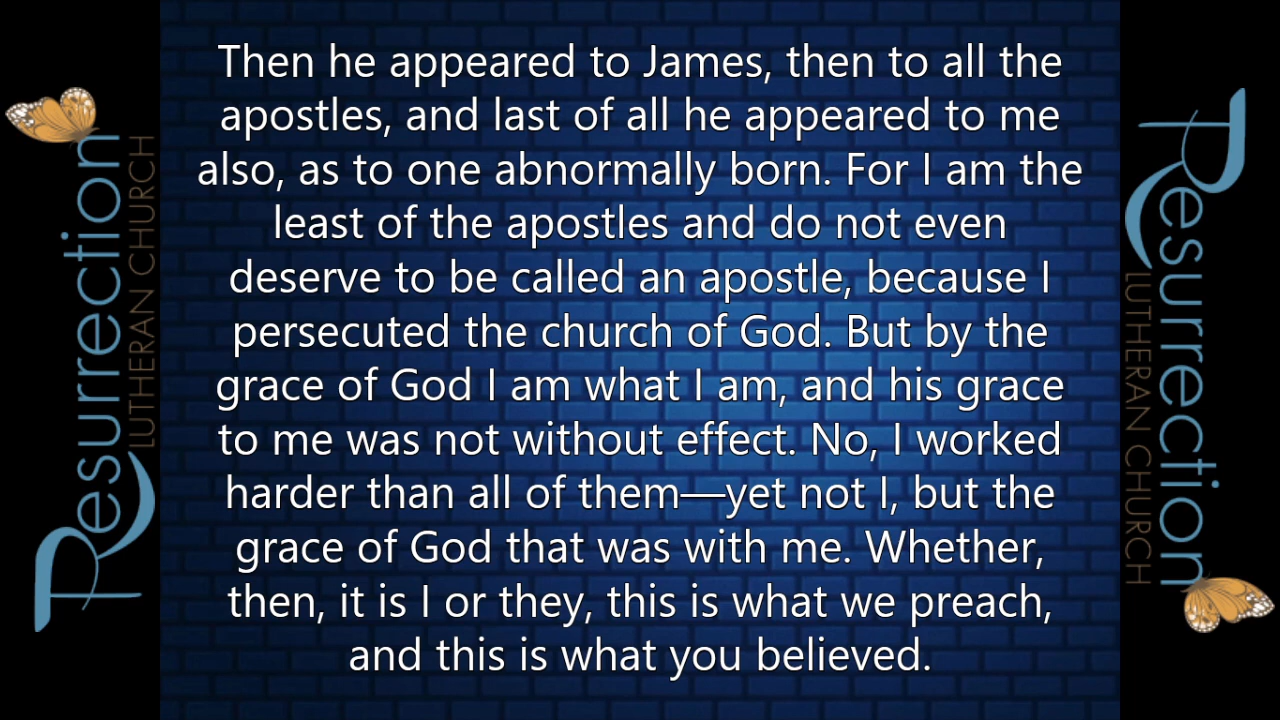 Resurrection
LUTHERAN CHURCH
Then he appeared to James, then to all the
apostles, and last of all he appeared to me
also, as to one abnormally born. For I am the
least of the apostles and do not even
deserve to be called an apostle, because I
persecuted the church of God. But by the
grace of God I am what I am, and his grace
to me was not without effect. No, I worked
harder than all of them—yet not I, but the
grace of God that was with me. Whether,
then, it is I or they, this is what we preach,
and this is what you believed.
Resurrection
LUTHERAN CHURCH